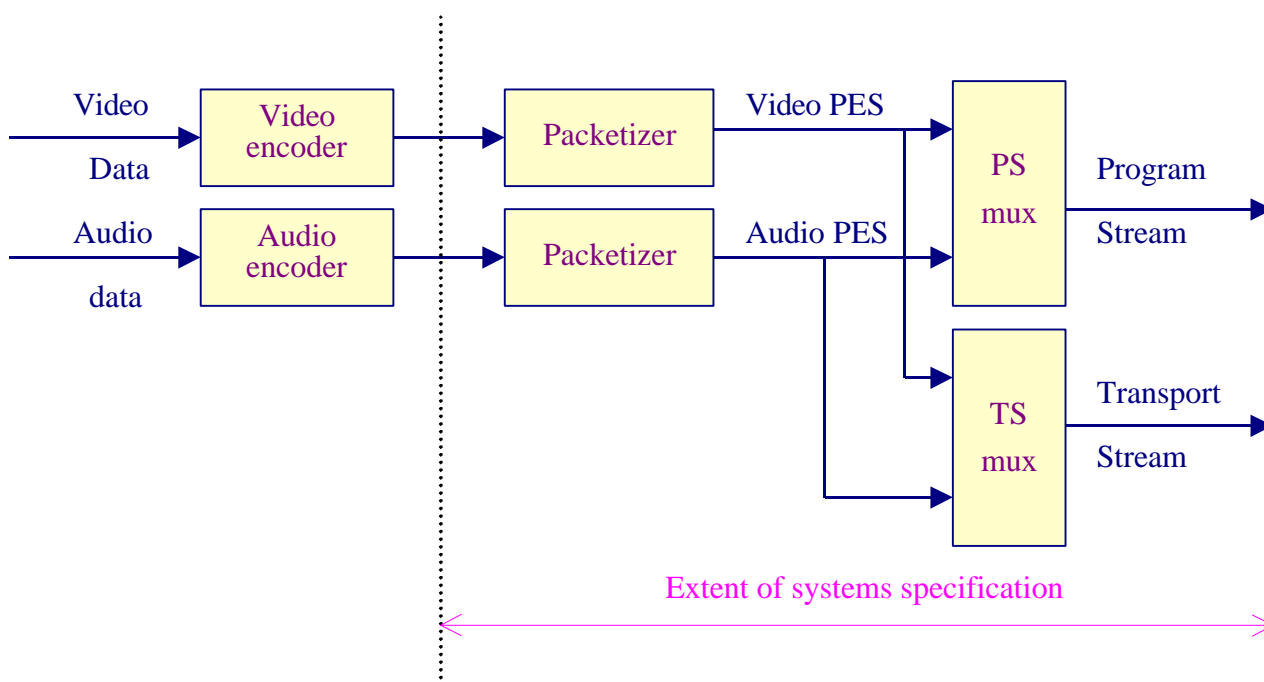 Video
Data
Video
encoder
Packetizer
Video PES
Audio
data
Audio
encoder
Packetizer
Audio PES
PS
mux
Program
Stream
TS
mux
Transport
Stream
Extent of systems specification